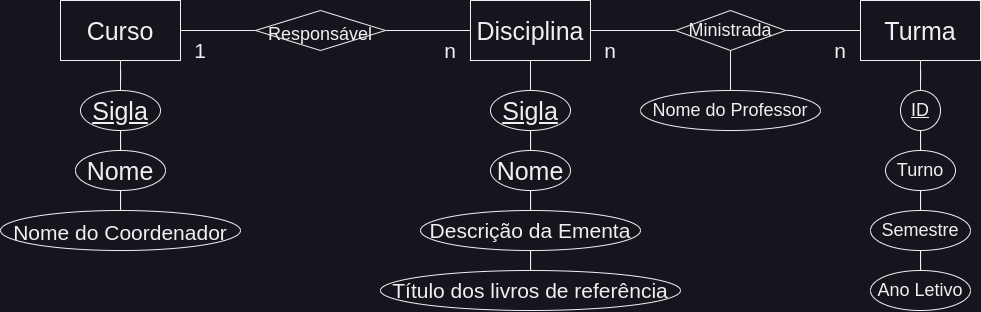 Curso
Responsável
Disciplina
Ministrada
Turma
1
n
n
n
Sigla
Sigla
Nome do Professor
ID
Nome
Nome
Turno
Nome do Coordenador
Descrição da Ementa
Semestre
Título dos livros de referência
Ano Letivo